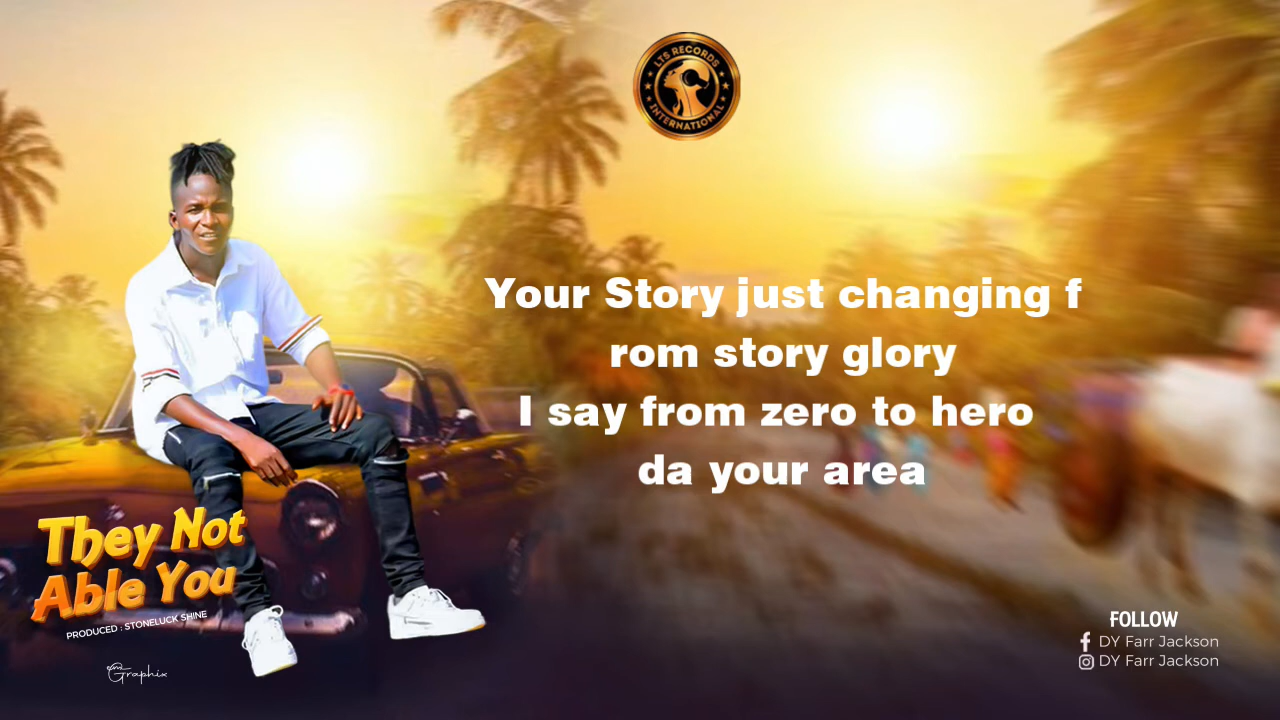 LTS RECORDS
INTERNATIONAL
Your Story just changing f
rom story glory
I say from zero to hero
da your area
They Not
Able You
PRODUCED : STONELUCK SHINE
Graphix
FOLLOW
DY Farr Jackson
DY Farr Jackson